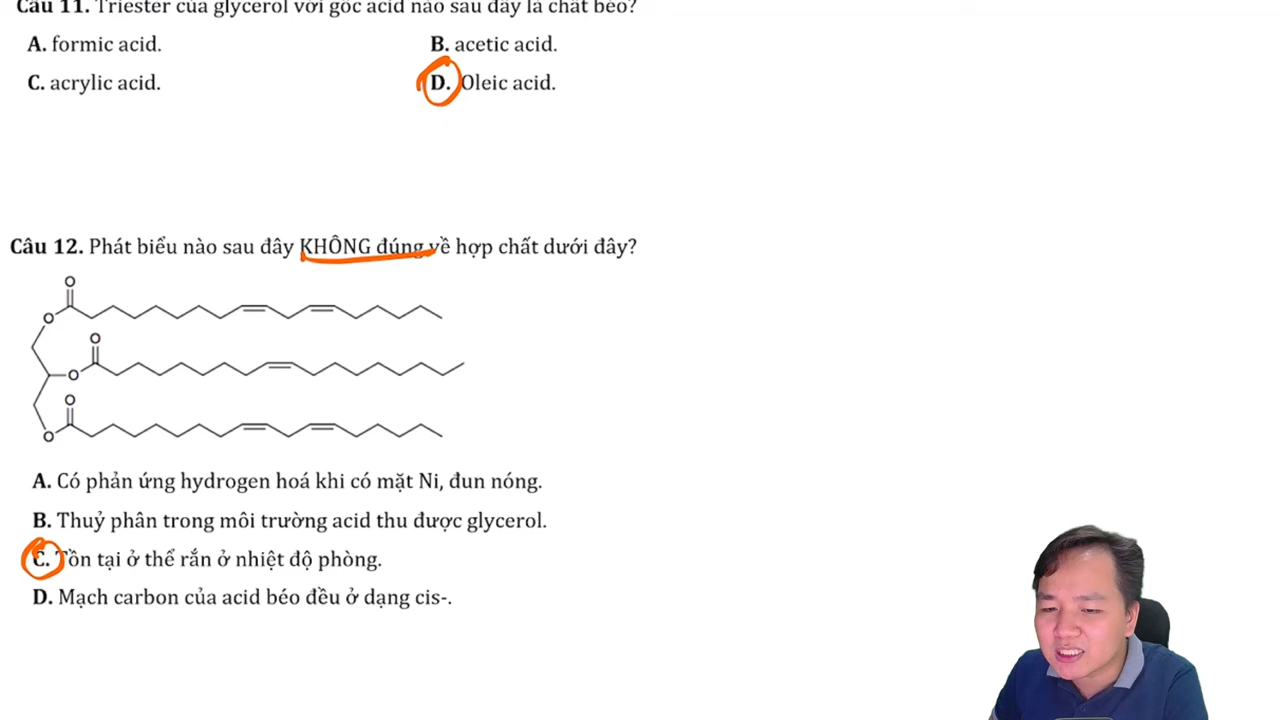 Câu 11. Triester của glycerol với gốc acid nào sau đây là chất béo?
A. formic acid.
B. acetic acid.
C. acrylic acid.
D. Oleic acid.
Câu 12. Phát biểu nào sau đây KHÔNG đúng về hợp chất dưới đây?
O
O
O
O
O
O
A. Có phản ứng hydrogen hoá khi có mặt Ni, đun nóng.
B. Thuỷ phân trong môi trường acid thu được glycerol.
C. Tồn tại ở thể rắn ở nhiệt độ phòng.
D. Mạch carbon của acid béo đều ở dạng cis-.